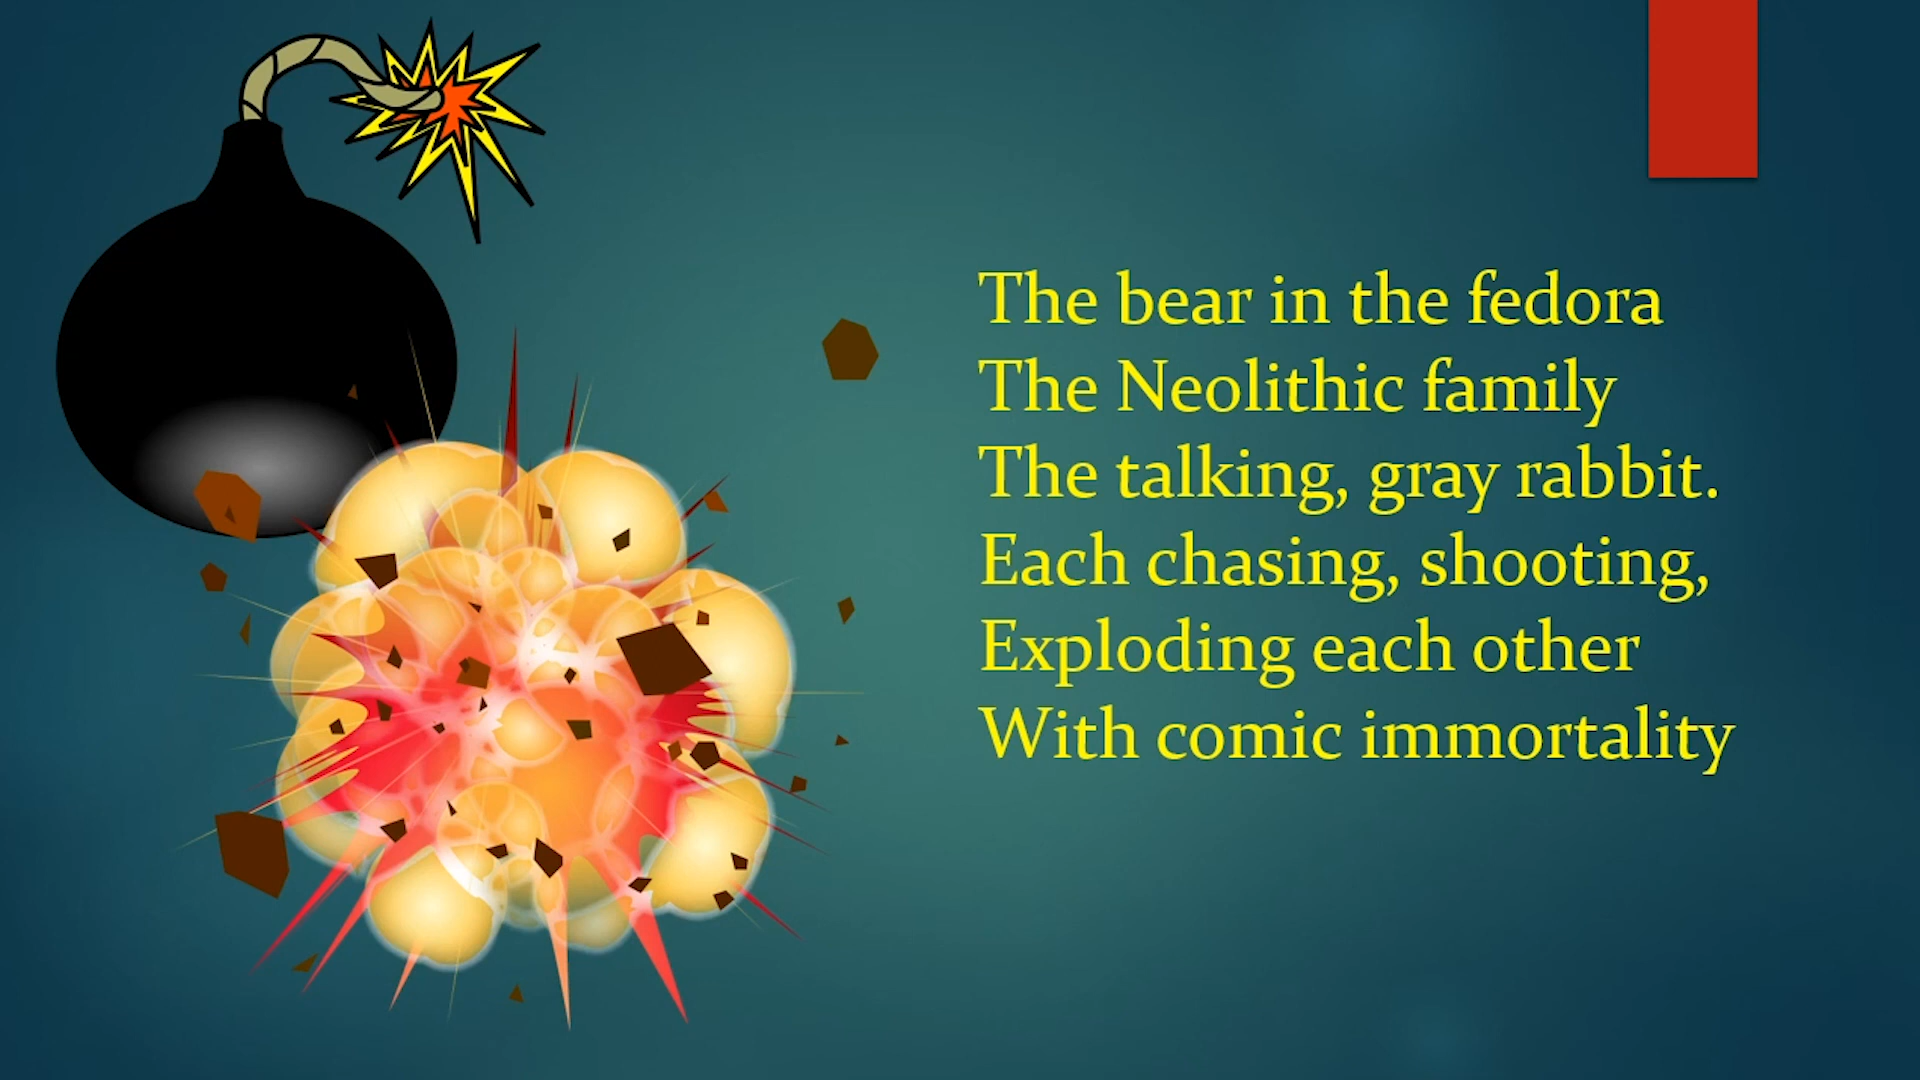 The bear in the fedora
The Neolithic family
The talking, gray rabbit.
Each chasing, shooting,
Exploding each other
With comic immortality